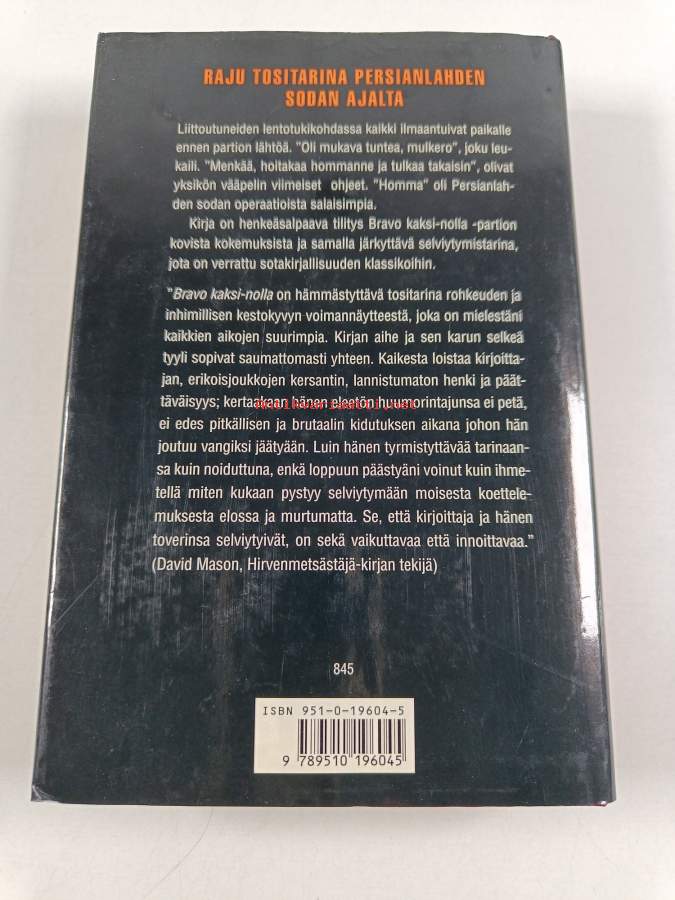 RAJU TOSITARINA PERSIANLAHDEN
SODAN AJALTA
Liittoutuneiden lentotukikohdassa kaikki ilmaantuivat paikalle
ennen partion lähtöä. ”Oli mukava tuntea, mulkero”, joku leu-
kaili. ”Menkää, hoitakaa hommanne ja tulkaa takaisin”, olivat
yksikön vääpelin viimeiset ohjeet. ”Homma” oli Persianlah-
den sodan operaatioista salaisimpia.
Kirja on henkeäsalpaava tilitys Bravo kaksi-nolla -partion
kovista kokemuksista ja samalla järkyttävä selviytymistarina,
jota on verrattu sotakirjallisuuden klassikoihin.
”Bravo kaksi-nolla on hämmästyttävä tositarina rohkeuden ja
inhimillisen kestokyvyn voimannäytteestä, joka on mielestäni
kaikkien aikojen suurimpia. Kirjan aihe ja sen karun selkeä
tyyli sopivat saumattomasti yhteen. Kaikesta loistaa kirjoitta-
jan, erikoisjoukkojen kersantin, lannistumaton henki ja päät-
täväisyys; kertaakaan hänen eleetön huumorintajunsa ei petä,
ei edes pitkällisen ja brutaalin kidutuksen aikana johon hän
joutuu vangiksi jäätyään. Luin hänen tyrmistyttävää tarinaan-
sa kuin noiduttuna, enkä loppuun päästyäni voinut kuin ihme-
tellä miten kukaan pystyy selviytymään moisesta koettele-
muksesta elossa ja murtumatta. Se, että kirjoittaja ja hänen
toverinsa selviytyivät, on sekä vaikuttavaa että innoittavaa.”
(David Mason, Hirvenmetsästäjä-kirjan tekijä)
845
ISBN 951-0-19604-5
9 789510 196045